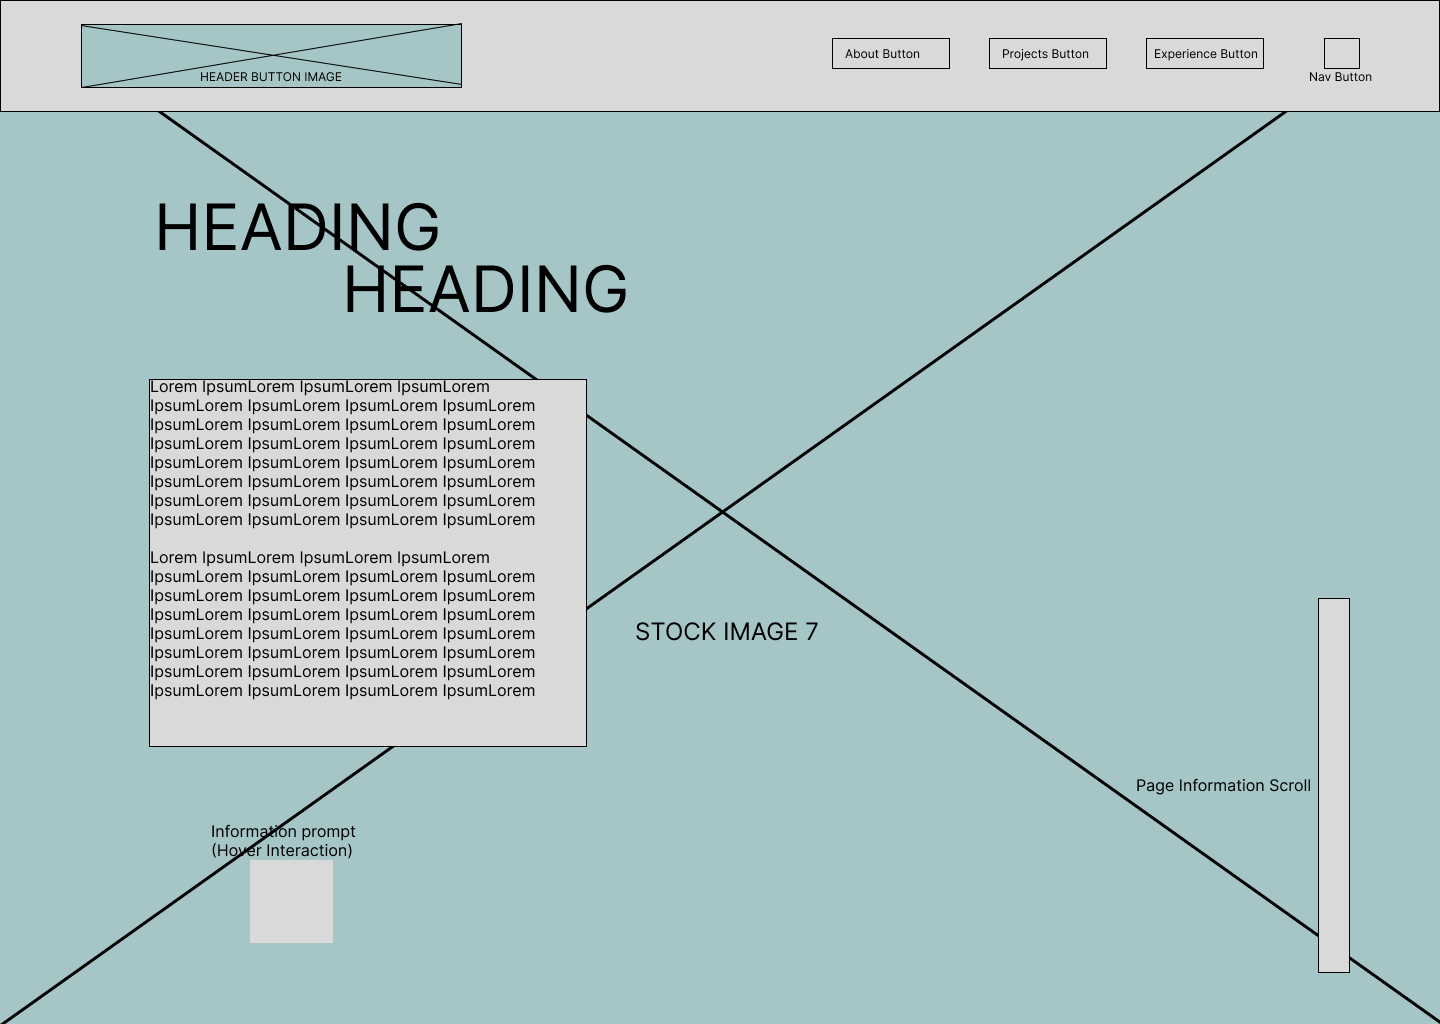 HEADER BUTTON IMAGE
About Button
Projects Button
Experience Button
Nav Button
HEADING
HEADING
Lorem IpsumLorem IpsumLorem IpsumLorem
IpsumLorem IpsumLorem IpsumLorem IpsumLorem
IpsumLorem IpsumLorem IpsumLorem IpsumLorem
IpsumLorem IpsumLorem IpsumLorem IpsumLorem
IpsumLorem IpsumLorem IpsumLorem IpsumLorem
IpsumLorem IpsumLorem IpsumLorem IpsumLorem
IpsumLorem IpsumLorem IpsumLorem IpsumLorem
IpsumLorem IpsumLorem IpsumLorem IpsumLorem
Lorem IpsumLorem IpsumLorem IpsumLorem
IpsumLorem IpsumLorem IpsumLorem IpsumLorem
IpsumLorem IpsumLorem IpsumLorem IpsumLorem
IpsumLorem IpsumLorem IpsumLorem IpsumLorem
IpsumLorem IpsumLorem IpsumLorem IpsumLorem
IpsumLorem IpsumLorem IpsumLorem IpsumLorem
IpsumLorem IpsumLorem IpsumLorem IpsumLorem
IpsumLorem IpsumLorem IpsumLorem IpsumLorem
STOCK IMAGE 7
Page Information Scroll
Information prompt
(Hover Interaction)